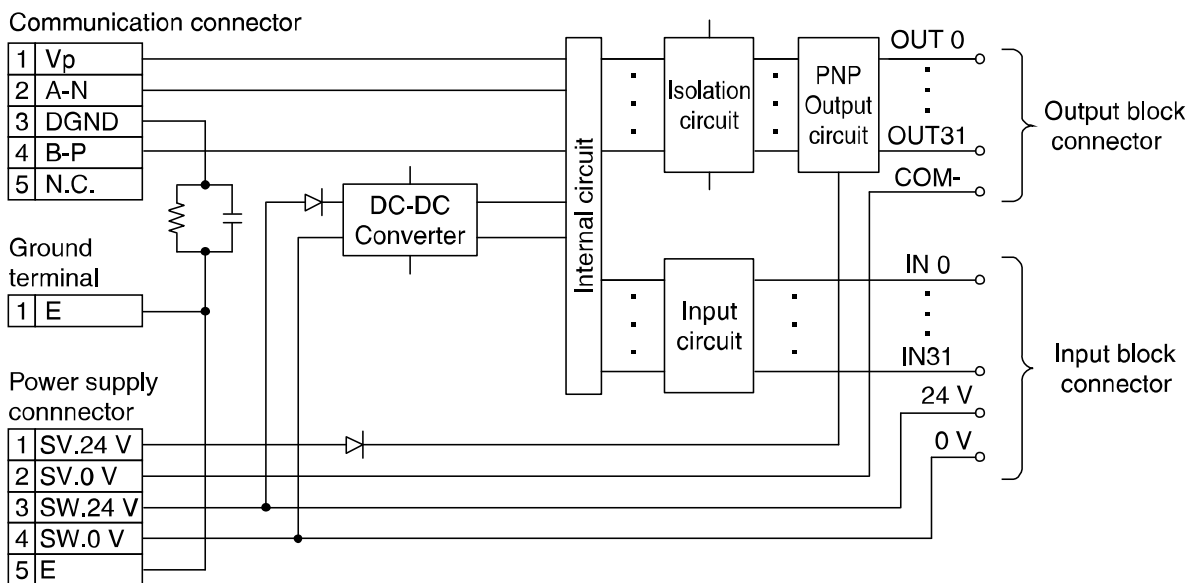 Communication connector
1 Vp
2 A-N
3 DGND
4 B-P
5 N.C.
Ground
terminal
1 E
Power supply
connnector
1 SV.24 V
2 SV.0 V
3 SW.24 V
4 SW.0 V
5 E
DC-DC
Converter
Internal circuit
Isolation
circuit
PNP
Output
circuit
Input
circuit
OUT 0
OUT31
COM-
Output block
connector
IN 0
IN31
24 V
0 V
Input block
connector